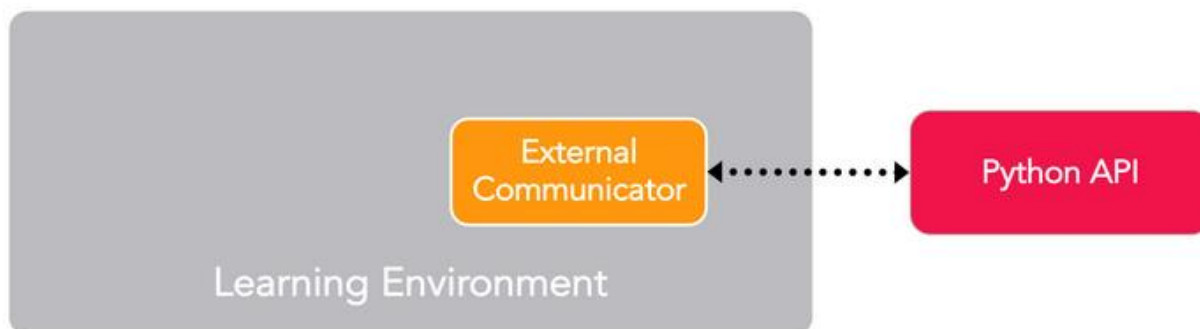 External
Communicator
Python API
Learning Environment